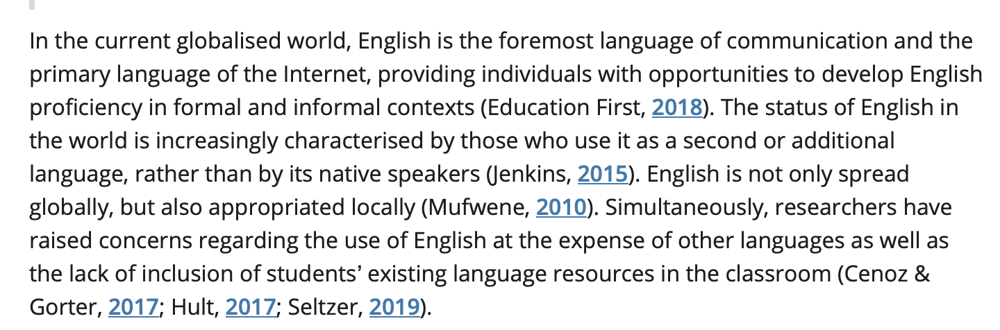 In the current globalised world, English is the foremost language of communication and the
primary language of the Internet, providing individuals with opportunities to develop English
proficiency in formal and informal contexts (Education First, 2018). The status of English in
the world is increasingly characterised by those who use it as a second or additional
language, rather than by its native speakers (Jenkins, 2015). English is not only spread
globally, but also appropriated locally (Mufwene, 2010). Simultaneously, researchers have
raised concerns regarding the use of English at the expense of other languages as well as
the lack of inclusion of students’ existing language resources in the classroom (Cenoz &
Gorter, 2017; Hult, 2017; Seltzer, 2019).